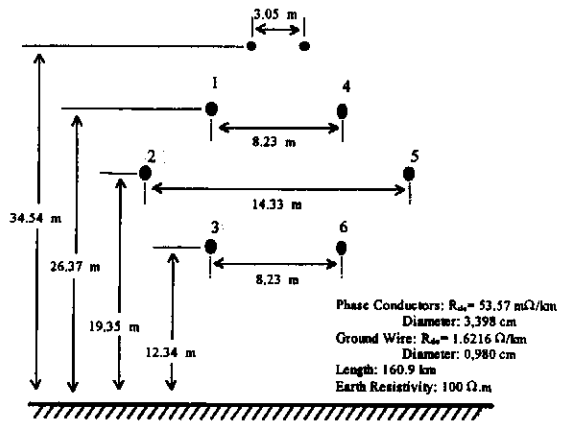 3.05 m
1
4
8.23 m
2
5
14.33 m
34.54 m
3
6
26.37 m
8.23 m
19.35 m
12.34 m
Phase Conductors: Rdc= 53,57 mΩ/km
Diameter: 3,398 cm
Ground Wire: Rdc= 1.6216 Ω/km
Diameter: 0,980 cm
Length: 160.9 km
Earth Resistivity: 100 Ω.m